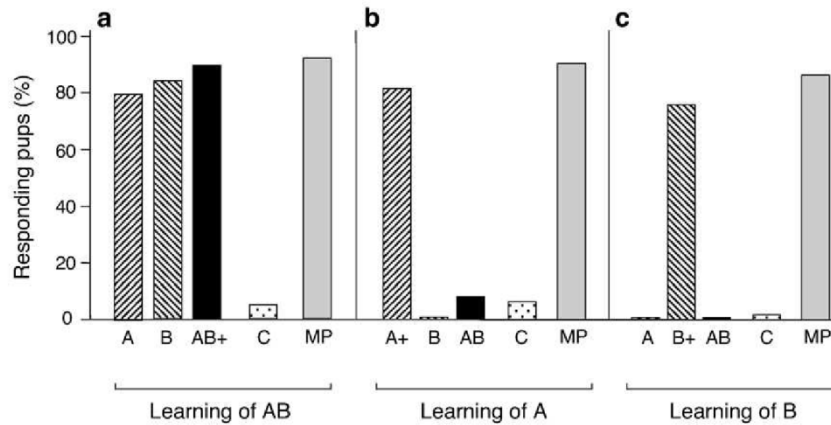 a
b
c
Responding pups (%)
100
80
60
40
20
0
A B AB+ C MP
A+ B AB C MP
A B+ AB C MP
Learning of AB
Learning of A
Learning of B